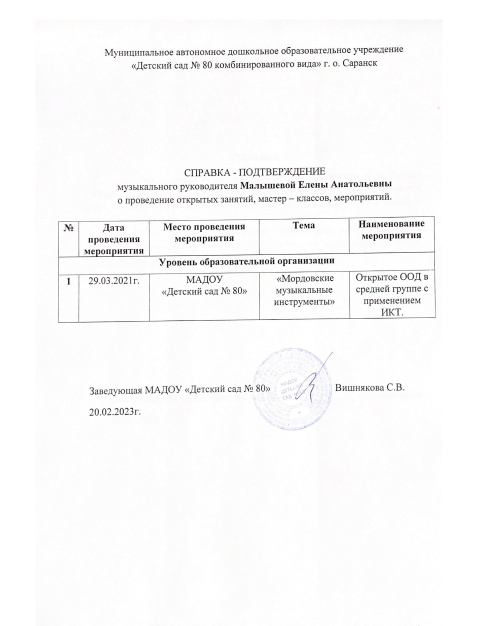 Муниципальное автономное дошкольное образовательное учреждение
«Детский сад № 80 комбинированного вида» г. о. Саранск
СПРАВКА - ПОДТВЕРЖДЕНИЕ
музыкального руководителя Малышевой Елены Анатольевны
о проведение открытых занятий, мастер – классов, мероприятий.
№ Дата проведения мероприятия Место проведения мероприятия Тема Наименование мероприятия
Уровень образовательной организации
1 29.03.2021г. МАДОУ «Детский сад № 80» «Мордовские музыкальные инструменты» Открытое ООД в средней группе с применением ИКТ.
Заведующая МАДОУ «Детский сад № 80» Вишнякова С.В.
20.02.2023г.